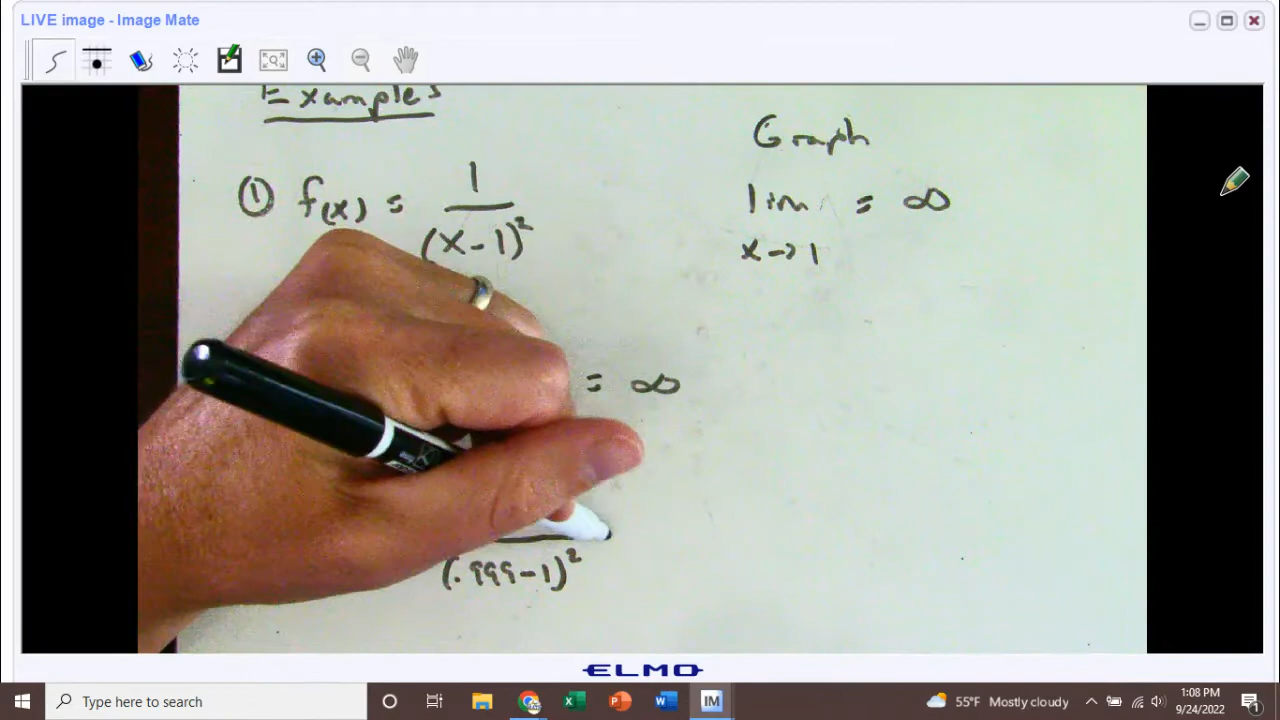 LIVE image - Image Mate
Examples
① f(x) = 1
(x-1)²
Graph
lim = ∞
x→1
= ∞
(.999-1)²
ELMO
Type here to search
55°F Mostly cloudy
1:08 PM
9/24/2022